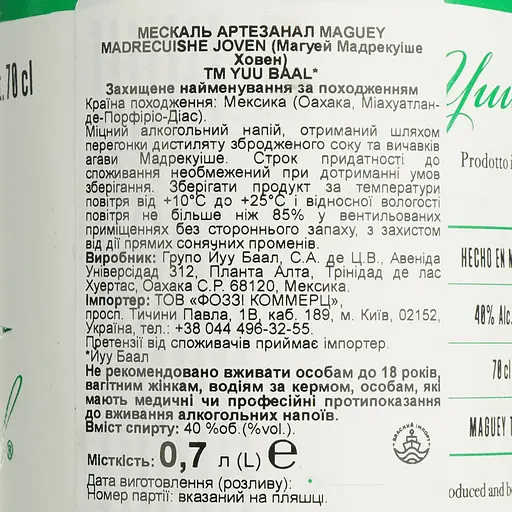 МЕСКАЛЬ АРТЕЗАНАЛ MAGUEY
MADRECUISHE JOVEN (Магуей Мадрекуіше
Ховен)
ТМ YUU BAAL*
Захищене найменування за походженням
Країна походження: Мексика (Оахака, Міахуатлан-
де-Порфіріо-Діас).
Міцний алкогольний напій, отриманий шляхом
перегонки дистиляту збродженого соку та вичавків
агави Мадрекуіше. Строк придатності до
споживання необмежений при дотриманні умов
зберігання. Зберігати продукт за температури
повітря від +10°C до +25°C і відносної вологості
повітря не більше ніж 85% у вентильованих
приміщеннях без стороннього запаху, з захистом
від дії прямих сонячних променів.
Виробник: Групо Йуу Баал, С.А. де Ц.В., Авеніда
Універсідад 312, Планта Алта, Трінідад де лас
Хуертас, Оахака С.Р. 68120, Мексика.
Імпортер: ТОВ «ФОЗЗІ КОММЕРЦ»,
просп. Тичини Павла, 1В, каб. 189, м. Київ, 02152,
Україна, тел.: +38 044 496-32-55.
Претензії від споживачів приймає імпортер.
*Йуу Баал
Не рекомендовано вживати особам до 18 років,
вагітним жінкам, водіям за кермом, особам, які
мають медичні чи професійні протипоказання
до вживання алкогольних напоїв.
Вміст спирту: 40 %об.(%vol.).
Місткість: 0,7 л (L) e
Дата виготовлення (розливу):
Номер партії: вказаний на пляшці.
70 cl
Yuu
Prodotto i
HECHO EN M
40% Alc.
70 cl
MAGUEY T
oduced and bo